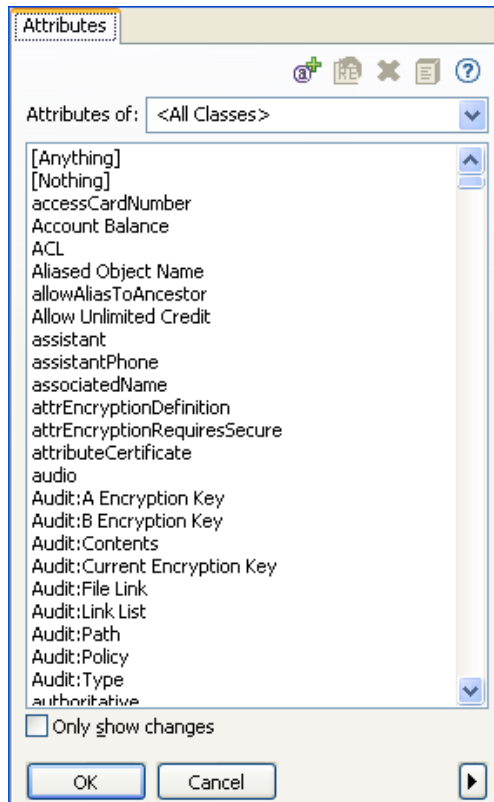 Attributes
Attributes of: <All Classes>
[Anything]
[Nothing]
accessCardNumber
Account Balance
ACL
Aliased Object Name
allowAliasToAncestor
Allow Unlimited Credit
assistant
assistantPhone
associatedName
attrEncryptionDefinition
attrEncryptionRequiresSecure
attributeCertificate
audio
Audit:A Encryption Key
Audit:B Encryption Key
Audit:Contents
Audit:Current Encryption Key
Audit:File Link
Audit:Link List
Audit:Path
Audit:Policy
Audit:Type
authoritative
Only show changes
OK Cancel